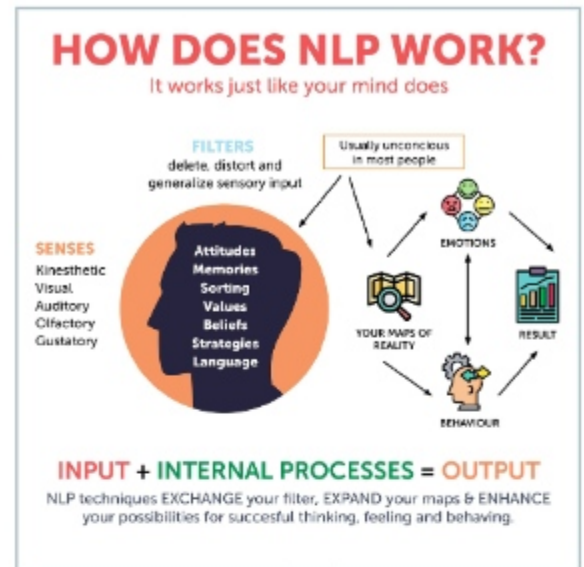 HOW DOES NLP WORK?
It works just like your mind does
FILTERS
delete, distort and
generalize sensory input
Usually unconcious
in most people
SENSES
Kinesthetic
Visual
Auditory
Olfactory
Gustatory
Attitudes
Memories
Sorting
Values
Beliefs
Strategies
Language
EMOTIONS
YOUR MAPS OF
REALITY
RESULT
BEHAVIOUR
INPUT + INTERNAL PROCESSES = OUTPUT
NLP techniques EXCHANGE your filter, EXPAND your maps & ENHANCE
your possibilities for succesful thinking, feeling and behaving.